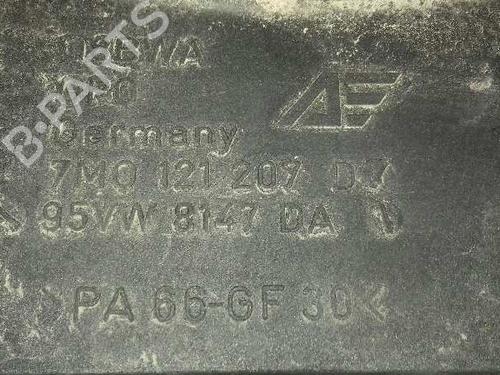 Germany
7M0 121 207 D
95VW 8147 DA
>PA 66-GF 30<
B-PARTS